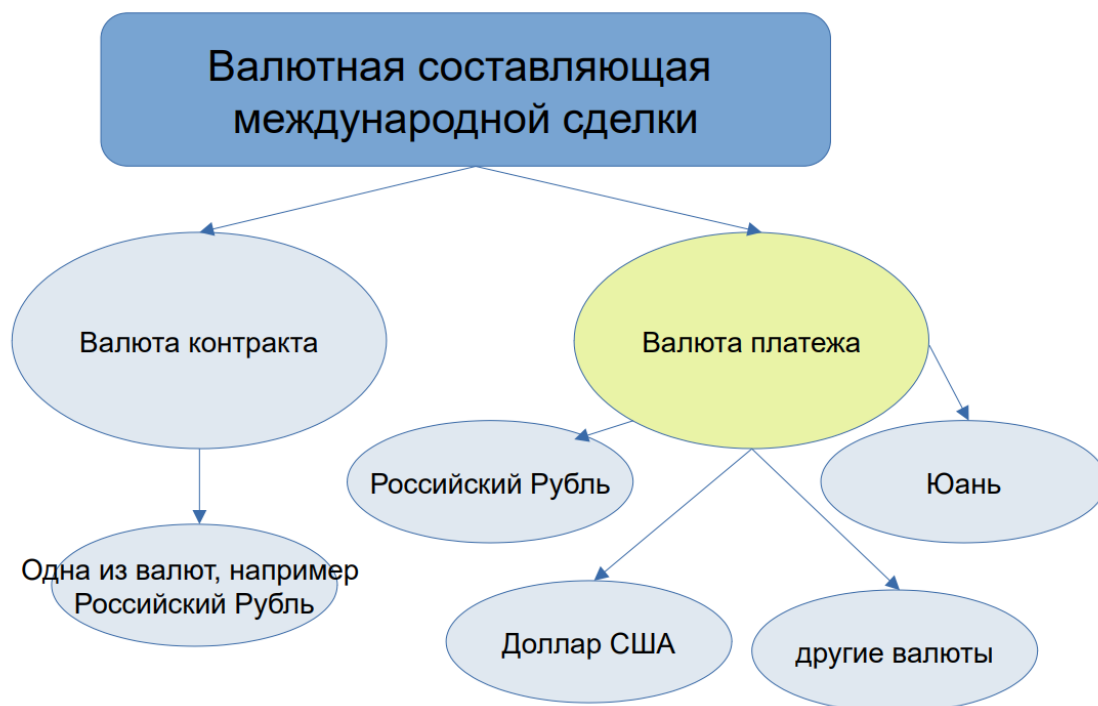 Валютная составляющая
международной сделки
Валюта контракта
Валюта платежа
Российский Рубль
Юань
Одна из валют, например
Российский Рубль
Доллар США
другие валюты